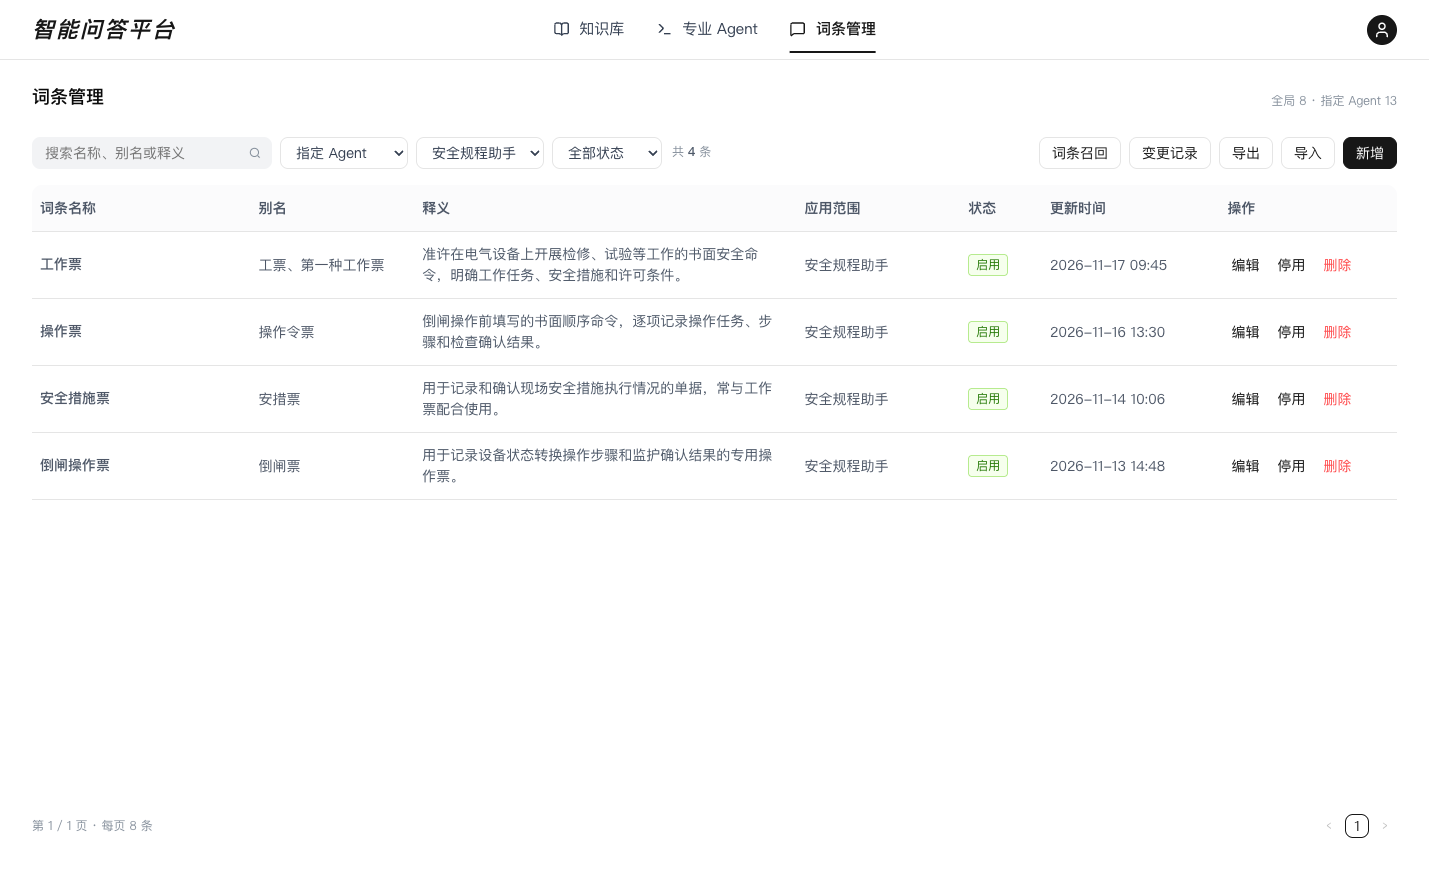 智能问答平台
知识库
专业 Agent
词条管理
词条管理
全局 8 · 指定 Agent 13
搜索名称、别名或释义
指定 Agent
安全规程助手
全部状态
共 4 条
词条召回
变更记录
导出
导入
新增
词条名称 别名 释义 应用范围 状态 更新时间 操作
工作票 工票、第一种工作票 准许在电气设备上开展检修、试验等工作的书面安全命
令，明确工作任务、安全措施和许可条件。
安全规程助手 启用 2026-11-17 09:45 编辑 停用 删除
操作票 操作令票 倒闸操作前填写的书面顺序命令，逐项记录操作任务、步
骤和检查确认结果。
安全规程助手 启用 2026-11-16 13:30 编辑 停用 删除
安全措施票 安措票 用于记录和确认现场安全措施执行情况的单据，常与工作
票配合使用。
安全规程助手 启用 2026-11-14 10:06 编辑 停用 删除
倒闸操作票 倒闸票 用于记录设备状态转换操作步骤和监护确认结果的专用操
作票。
安全规程助手 启用 2026-11-13 14:48 编辑 停用 删除
第 1 / 1 页 · 每页 8 条
1